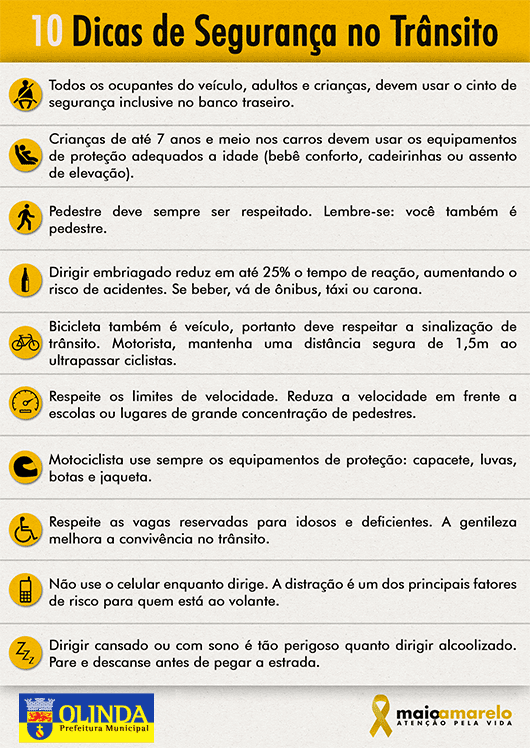 10 Dicas de Segurança no Trânsito
Todos os ocupantes do veículo, adultos e crianças, devem usar o cinto de
segurança inclusive no banco traseiro.
Crianças de até 7 anos e meio nos carros devem usar os equipamentos
de proteção adequados a idade (bebê conforto, cadeirinhas ou assento
de elevação).
Pedestre deve sempre ser respeitado. Lembre-se: você também é
pedestre.
Dirigir embriagado reduz em até 25% o tempo de reação, aumentando o
risco de acidentes. Se beber, vá de ônibus, táxi ou carona.
Bicicleta também é veículo, portanto deve respeitar a sinalização de
trânsito. Motorista, mantenha uma distância segura de 1,5m ao
ultrapassar ciclistas.
Respeite os limites de velocidade. Reduza a velocidade em frente a
escolas ou lugares de grande concentração de pedestres.
Motociclista use sempre os equipamentos de proteção: capacete, luvas,
botas e jaqueta.
Respeite as vagas reservadas para idosos e deficientes. A gentileza
melhora a convivência no trânsito.
Não use o celular enquanto dirige. A distração é um dos principais fatores
de risco para quem está ao volante.
ZZZ
Dirigir cansado ou com sono é tão perigoso quanto dirigir alcoolizado.
Pare e descanse antes de pegar a estrada.
OLINDA
Prefeitura Municipal
maioamarelo
ATENÇÃO PELA VIDA